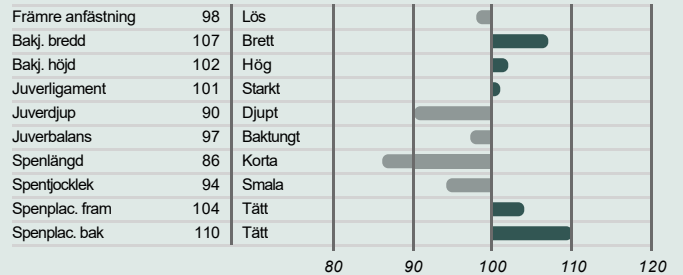 Främre anfästning 98 Lös
Bakj. bredd 107 Brett
Bakj. höjd 102 Hög
Juverligament 101 Starkt
Juverdjup 90 Djupt
Juverbalans 97 Baktungt
Spenlängd 86 Korta
Spentjocklek 94 Smala
Spenplac. fram 104 Tätt
Spenplac. bak 110 Tätt
80 90 100 110 120